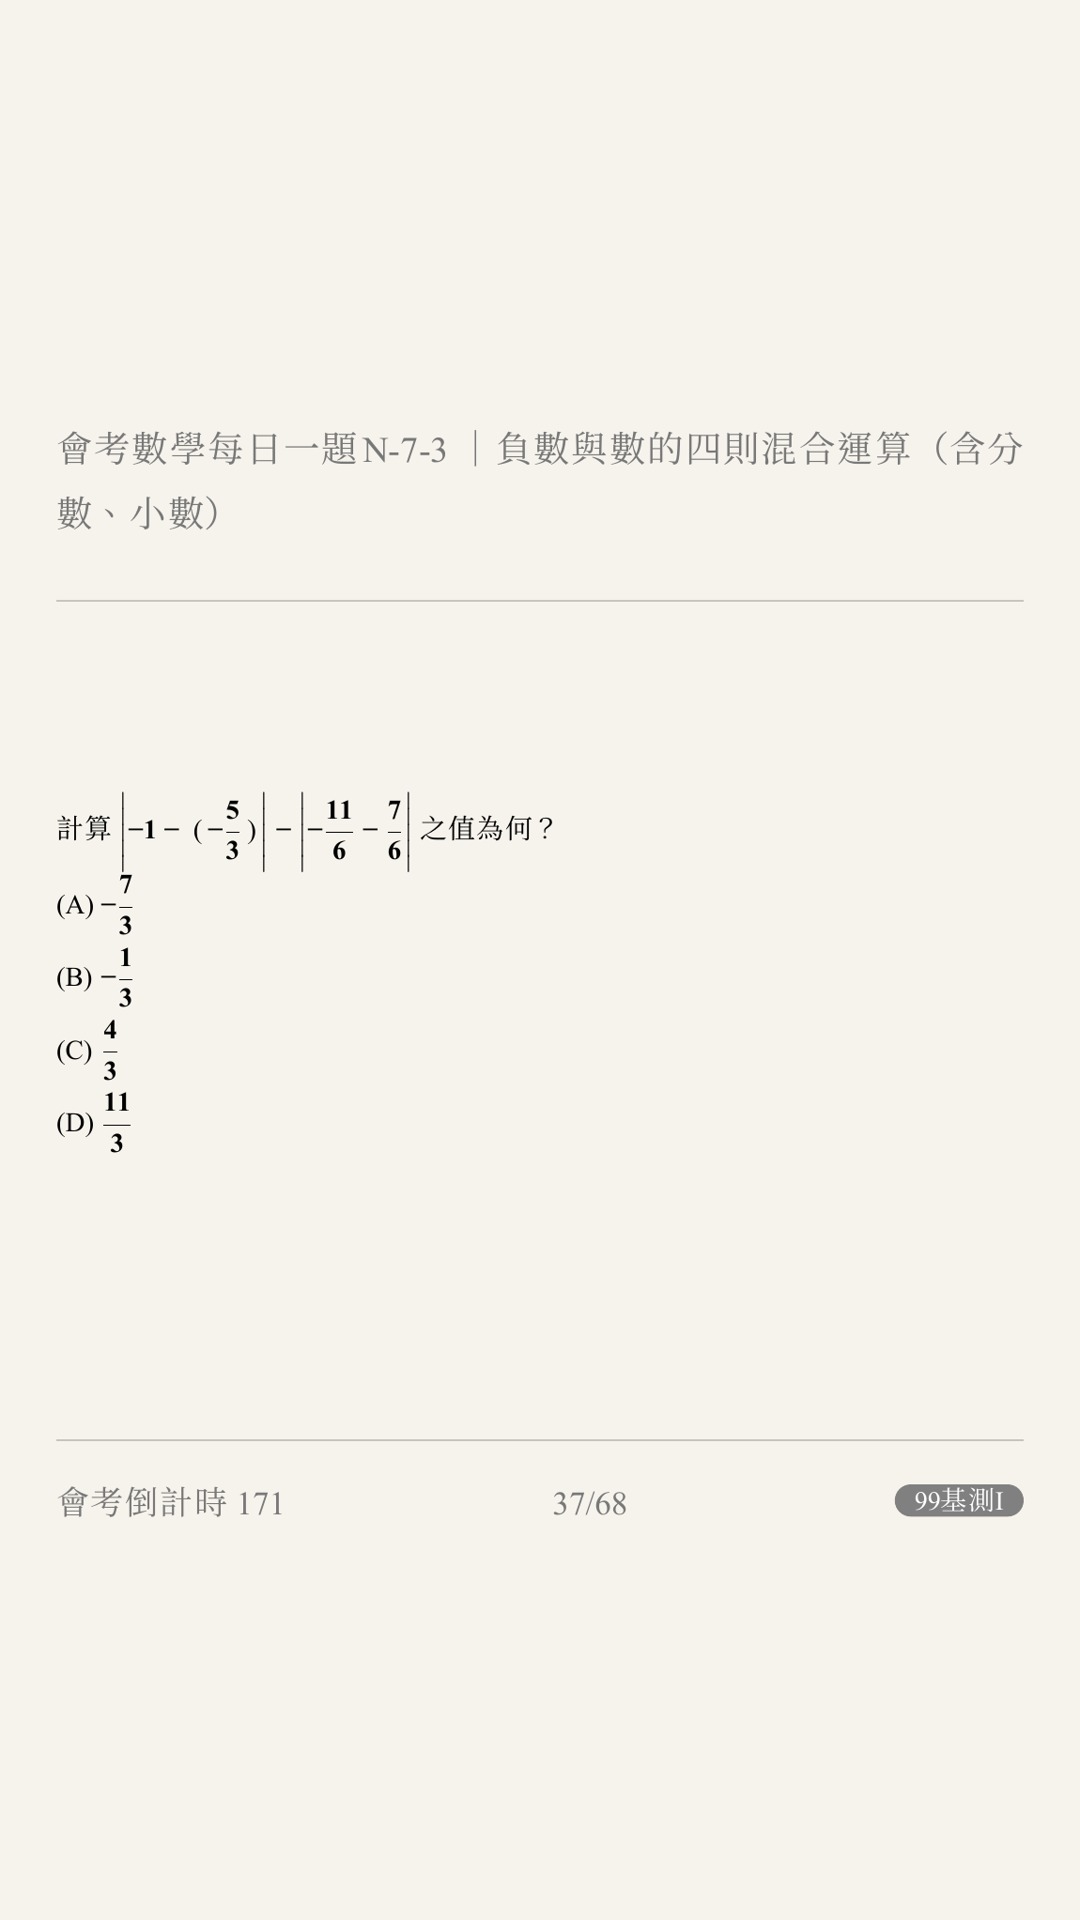 會考數學每日一題N-7-3｜負數與數的四則混合運算（含分
數、小數）
計算 |−1−(−5/3)|−|−11/6−7/6| 之值為何？
(A) −7/3
(B) −1/3
(C) 4/3
(D) 11/3
會考倒計時 171 37/68 99基測I